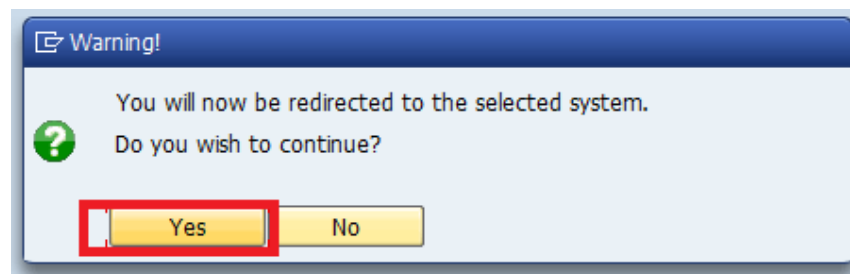 Warning!
You will now be redirected to the selected system.
Do you wish to continue?
Yes No